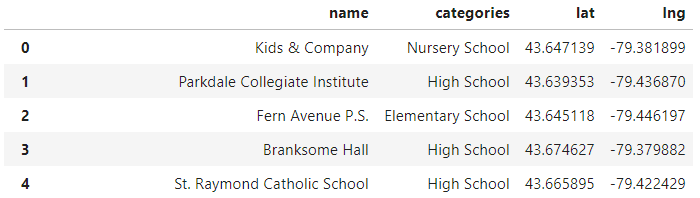 name categories lat lng
0 Kids & Company Nursery School 43.647139 -79.381899
1 Parkdale Collegiate Institute High School 43.639353 -79.436870
2 Fern Avenue P.S. Elementary School 43.645118 -79.446197
3 Branksome Hall High School 43.674627 -79.379882
4 St. Raymond Catholic School High School 43.665895 -79.422429